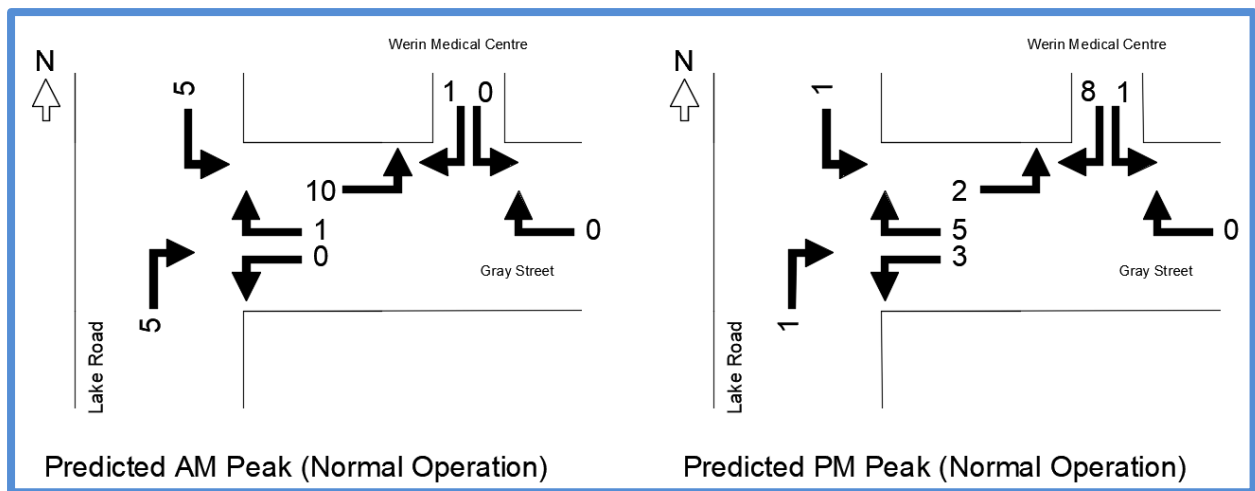 Werin Medical Centre
N
5
1 0
10
1
0
0
Gray Street
5
Lake Road
Predicted AM Peak (Normal Operation)
Werin Medical Centre
N
1
8 1
2
5
0
3
Gray Street
1
Lake Road
Predicted PM Peak (Normal Operation)